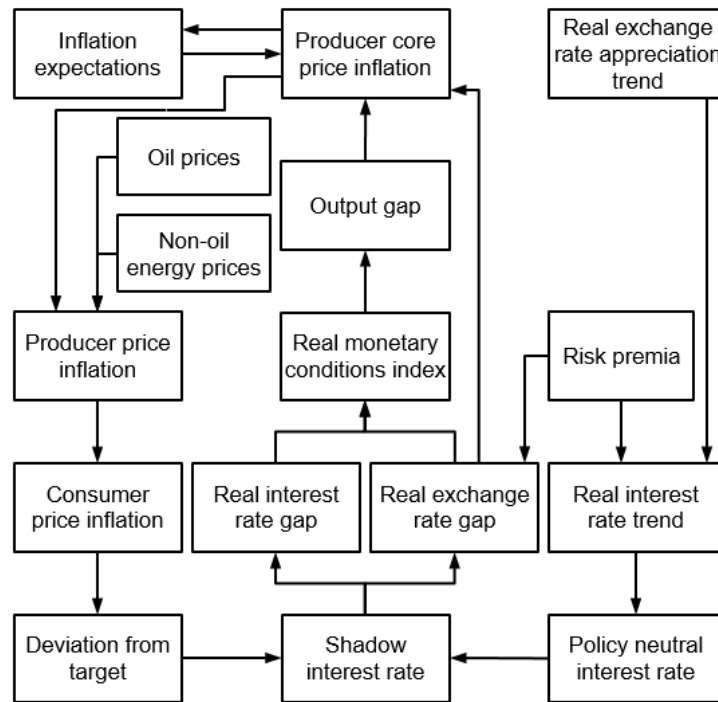 Inflation
expectations
Producer core
price inflation
Real exchange
rate appreciation
trend
Oil prices
Non-oil
energy prices
Output gap
Producer price
inflation
Real monetary
conditions index
Risk premia
Consumer
price inflation
Real interest
rate gap
Real exchange
rate gap
Real interest
rate trend
Deviation from
target
Shadow
interest rate
Policy neutral
interest rate